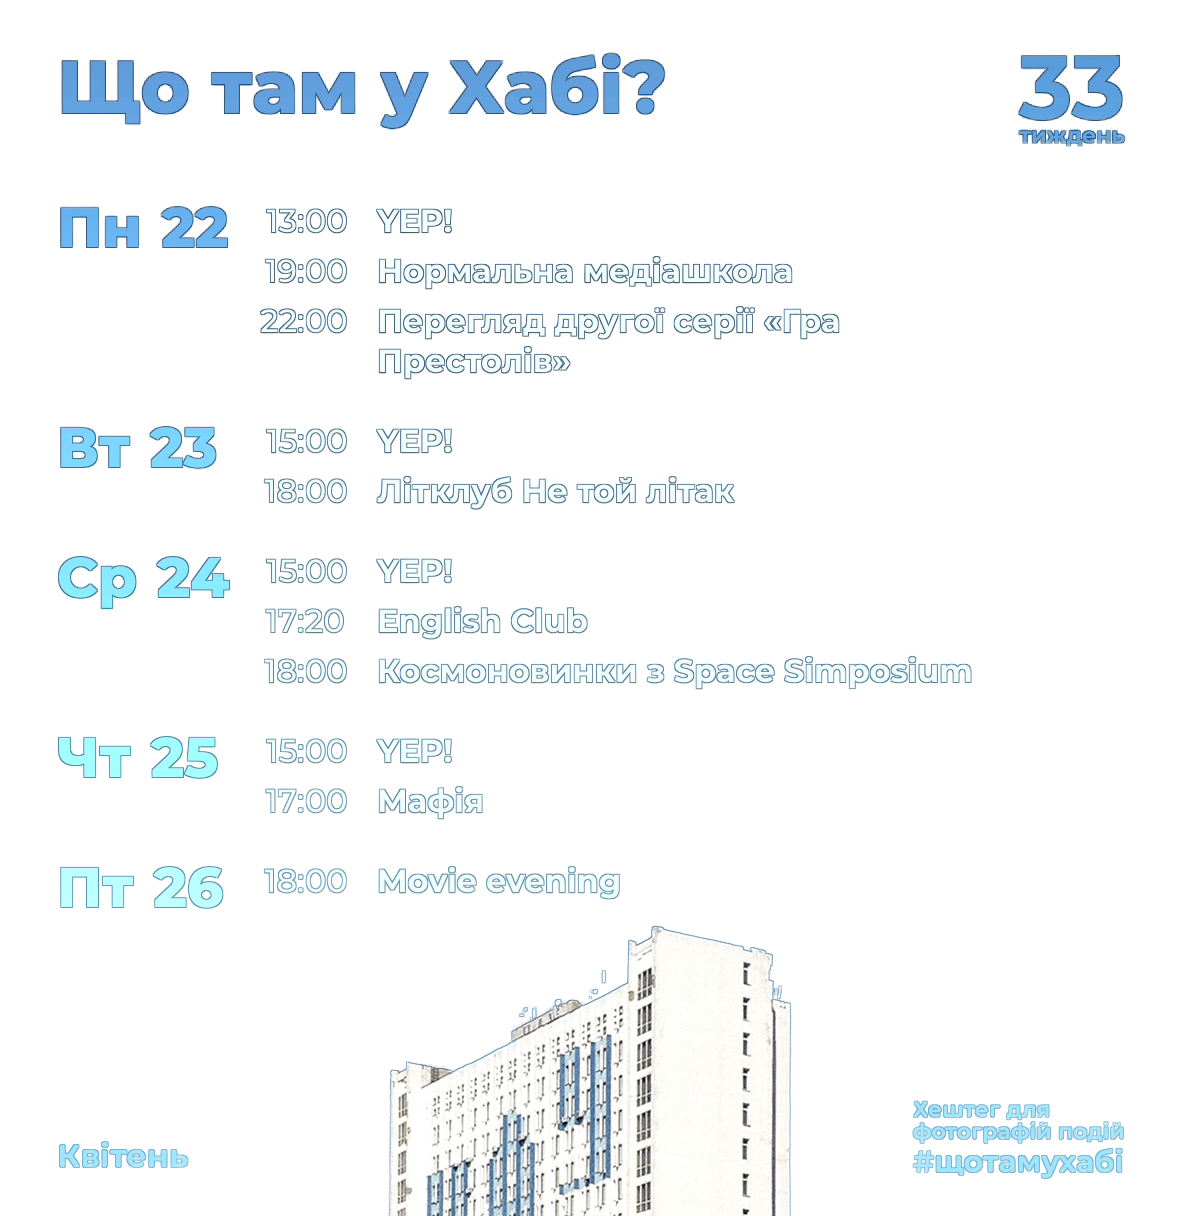 Що там у Хабі?
33
тиждень
Пн 22
13:00 YEP!
19:00 Нормальна медіашкола
22:00 Перегляд другої серії «Гра
Престолів»
Вт 23
15:00 YEP!
18:00 Літклуб Не той літак
Ср 24
15:00 YEP!
17:20 English Club
18:00 Космоновинки з Space Simposium
Чт 25
15:00 YEP!
17:00 Мафія
Пт 26
18:00 Movie evening
Квітень
Хештег для
фотографій подій
#щотамухабі